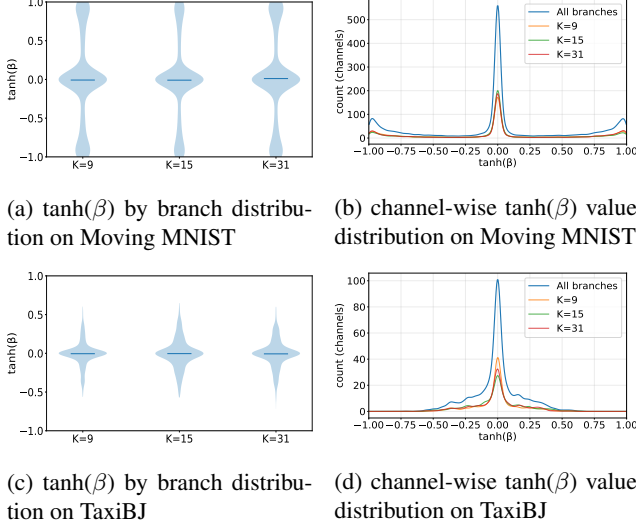 1.0
0.5
0.0
−0.5
−1.0
tanh(β)
K=9 K=15 K=31
500
400
300
200
100
0
count (channels)
All branches
K=9
K=15
K=31
−1.00 −0.75 −0.50 −0.25 0.00 0.25 0.50 0.75 1.00
tanh(β)
(a) tanh(β) by branch distribu-
tion on Moving MNIST
(b) channel-wise tanh(β) value
distribution on Moving MNIST
1.0
0.5
0.0
−0.5
−1.0
tanh(β)
K=9 K=15 K=31
100
80
60
40
20
0
count (channels)
All branches
K=9
K=15
K=31
−1.00 −0.75 −0.50 −0.25 0.00 0.25 0.50 0.75 1.00
tanh(β)
(c) tanh(β) by branch distribu-
tion on TaxiBJ
(d) channel-wise tanh(β) value
distribution on TaxiBJ